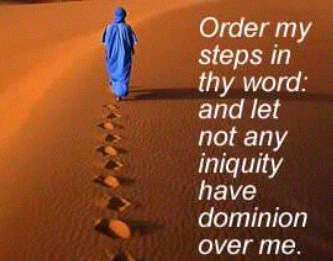 Order my
steps in
thy word:
and let
not any
iniquity
have
dominion
over me.